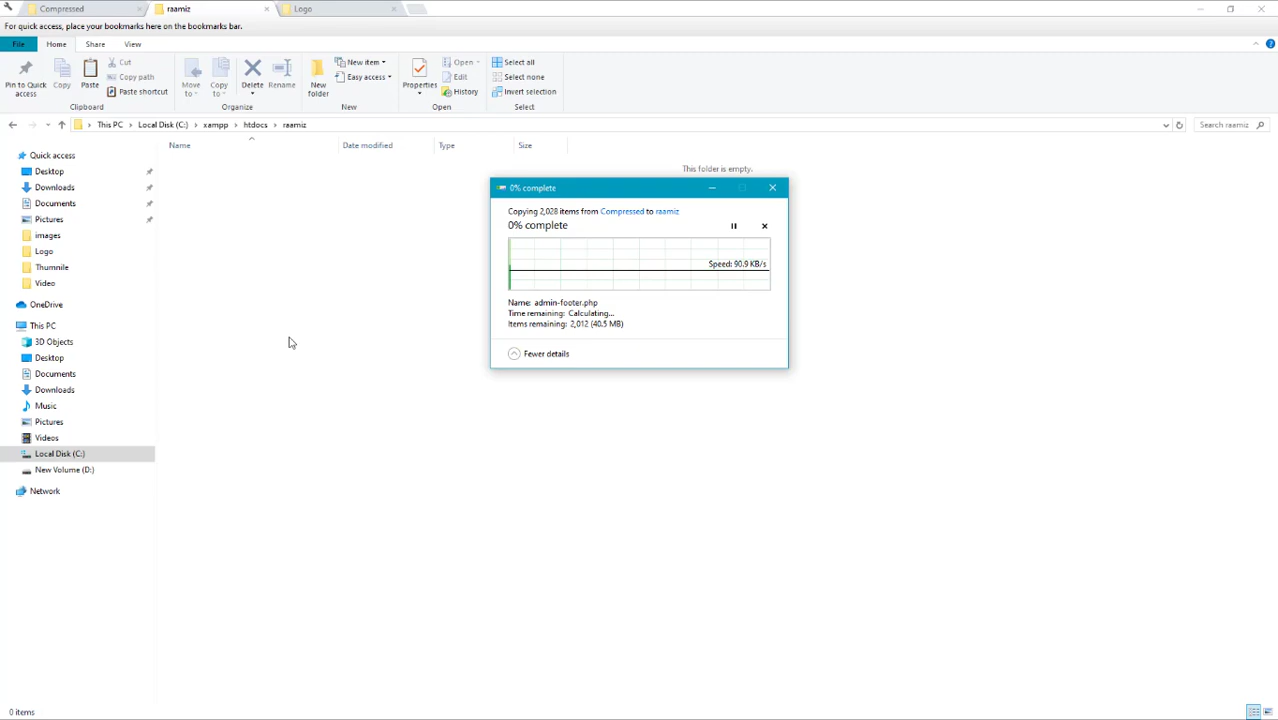 Compressed
raamiz
Logo
For quick access, place your bookmarks here on the bookmarks bar.
File Home Share View
Pin to Quick access
Copy
Paste
Cut
Copy path
Paste shortcut
Clipboard
Move to
Copy to
Delete
Rename
Organize
New folder
New item
Easy access
New
Properties
Open
Edit
History
Open
Select all
Select none
Invert selection
Select
This PC > Local Disk (C:) > xampp > htdocs > raamiz
Search raamiz
Name Date modified Type Size
This folder is empty.
Quick access
Desktop
Downloads
Documents
Pictures
images
Logo
Thumnile
Video
OneDrive
This PC
3D Objects
Desktop
Documents
Downloads
Music
Pictures
Videos
Local Disk (C:)
New Volume (D:)
Network
0% complete
Copying 2,028 items from Compressed to raamiz
0% complete
Speed: 90.9 KB/s
Name: admin-footer.php
Time remaining: Calculating...
Items remaining: 2,012 (40.5 MB)
Fewer details
0 items